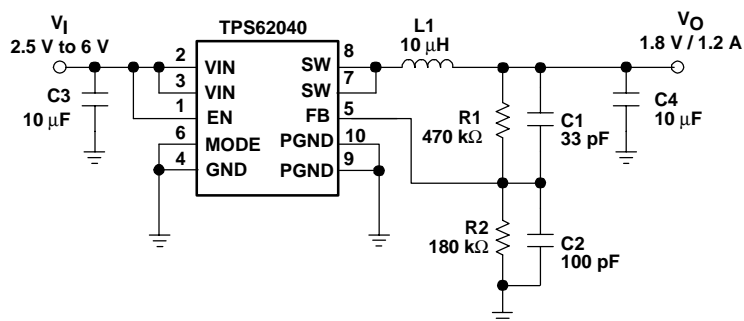 TPS62040
VI
2.5 V to 6 V
C3
10 µF
2
VIN
3
VIN
1
EN
6
MODE
4
GND
SW
8
SW
7
FB
5
PGND
10
PGND
9
L1
10 µH
R1
470 kΩ
C1
33 pF
R2
180 kΩ
C2
100 pF
C4
10 µF
VO
1.8 V / 1.2 A